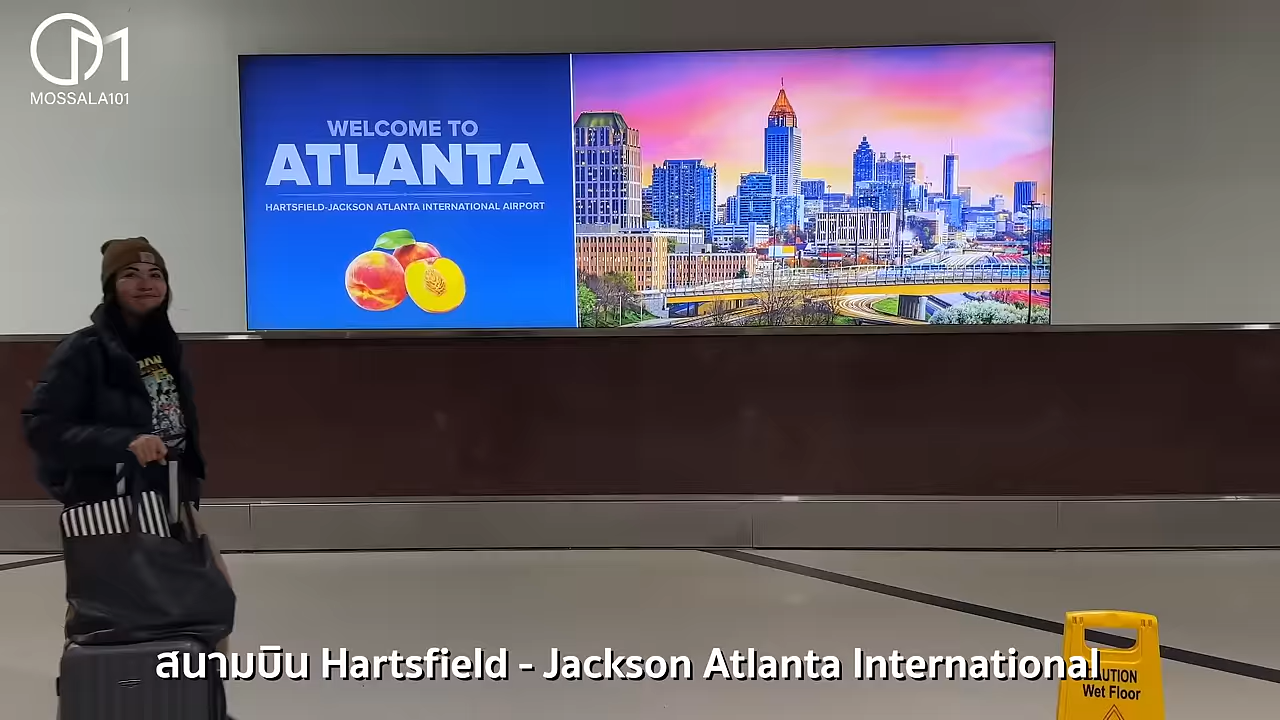 MOSSALA101
WELCOME TO
ATLANTA
HARTSFIELD-JACKSON ATLANTA INTERNATIONAL AIRPORT
สนามบิน Hartsfield - Jackson Atlanta International
CAUTION
Wet Floor